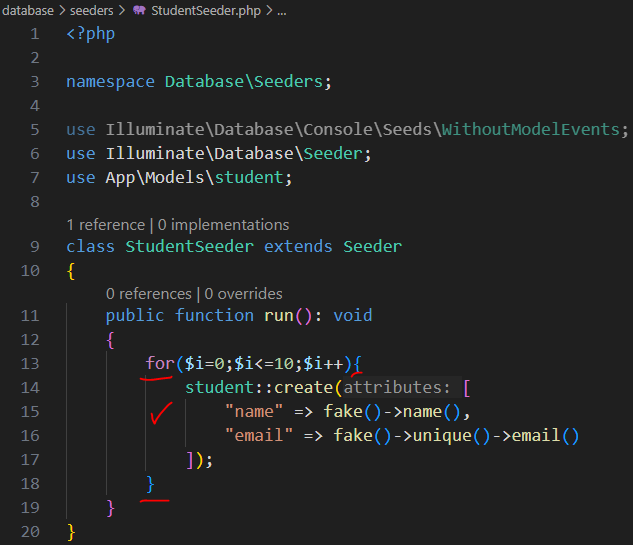 database > seeders > StudentSeeder.php > ...
1 <?php
2
3 namespace Database\Seeders;
4
5 use Illuminate\Database\Console\Seeds\WithoutModelEvents;
6 use Illuminate\Database\Seeder;
7 use App\Models\student;
8
1 reference | 0 implementations
9 class StudentSeeder extends Seeder
10 {
0 references | 0 overrides
11 public function run(): void
12 {
13 for($i=0;$i<=10;$i++){
14 student::create(attributes: [
15 "name" => fake()->name(),
16 "email" => fake()->unique()->email()
17 ]);
18 }
19 }
20 }